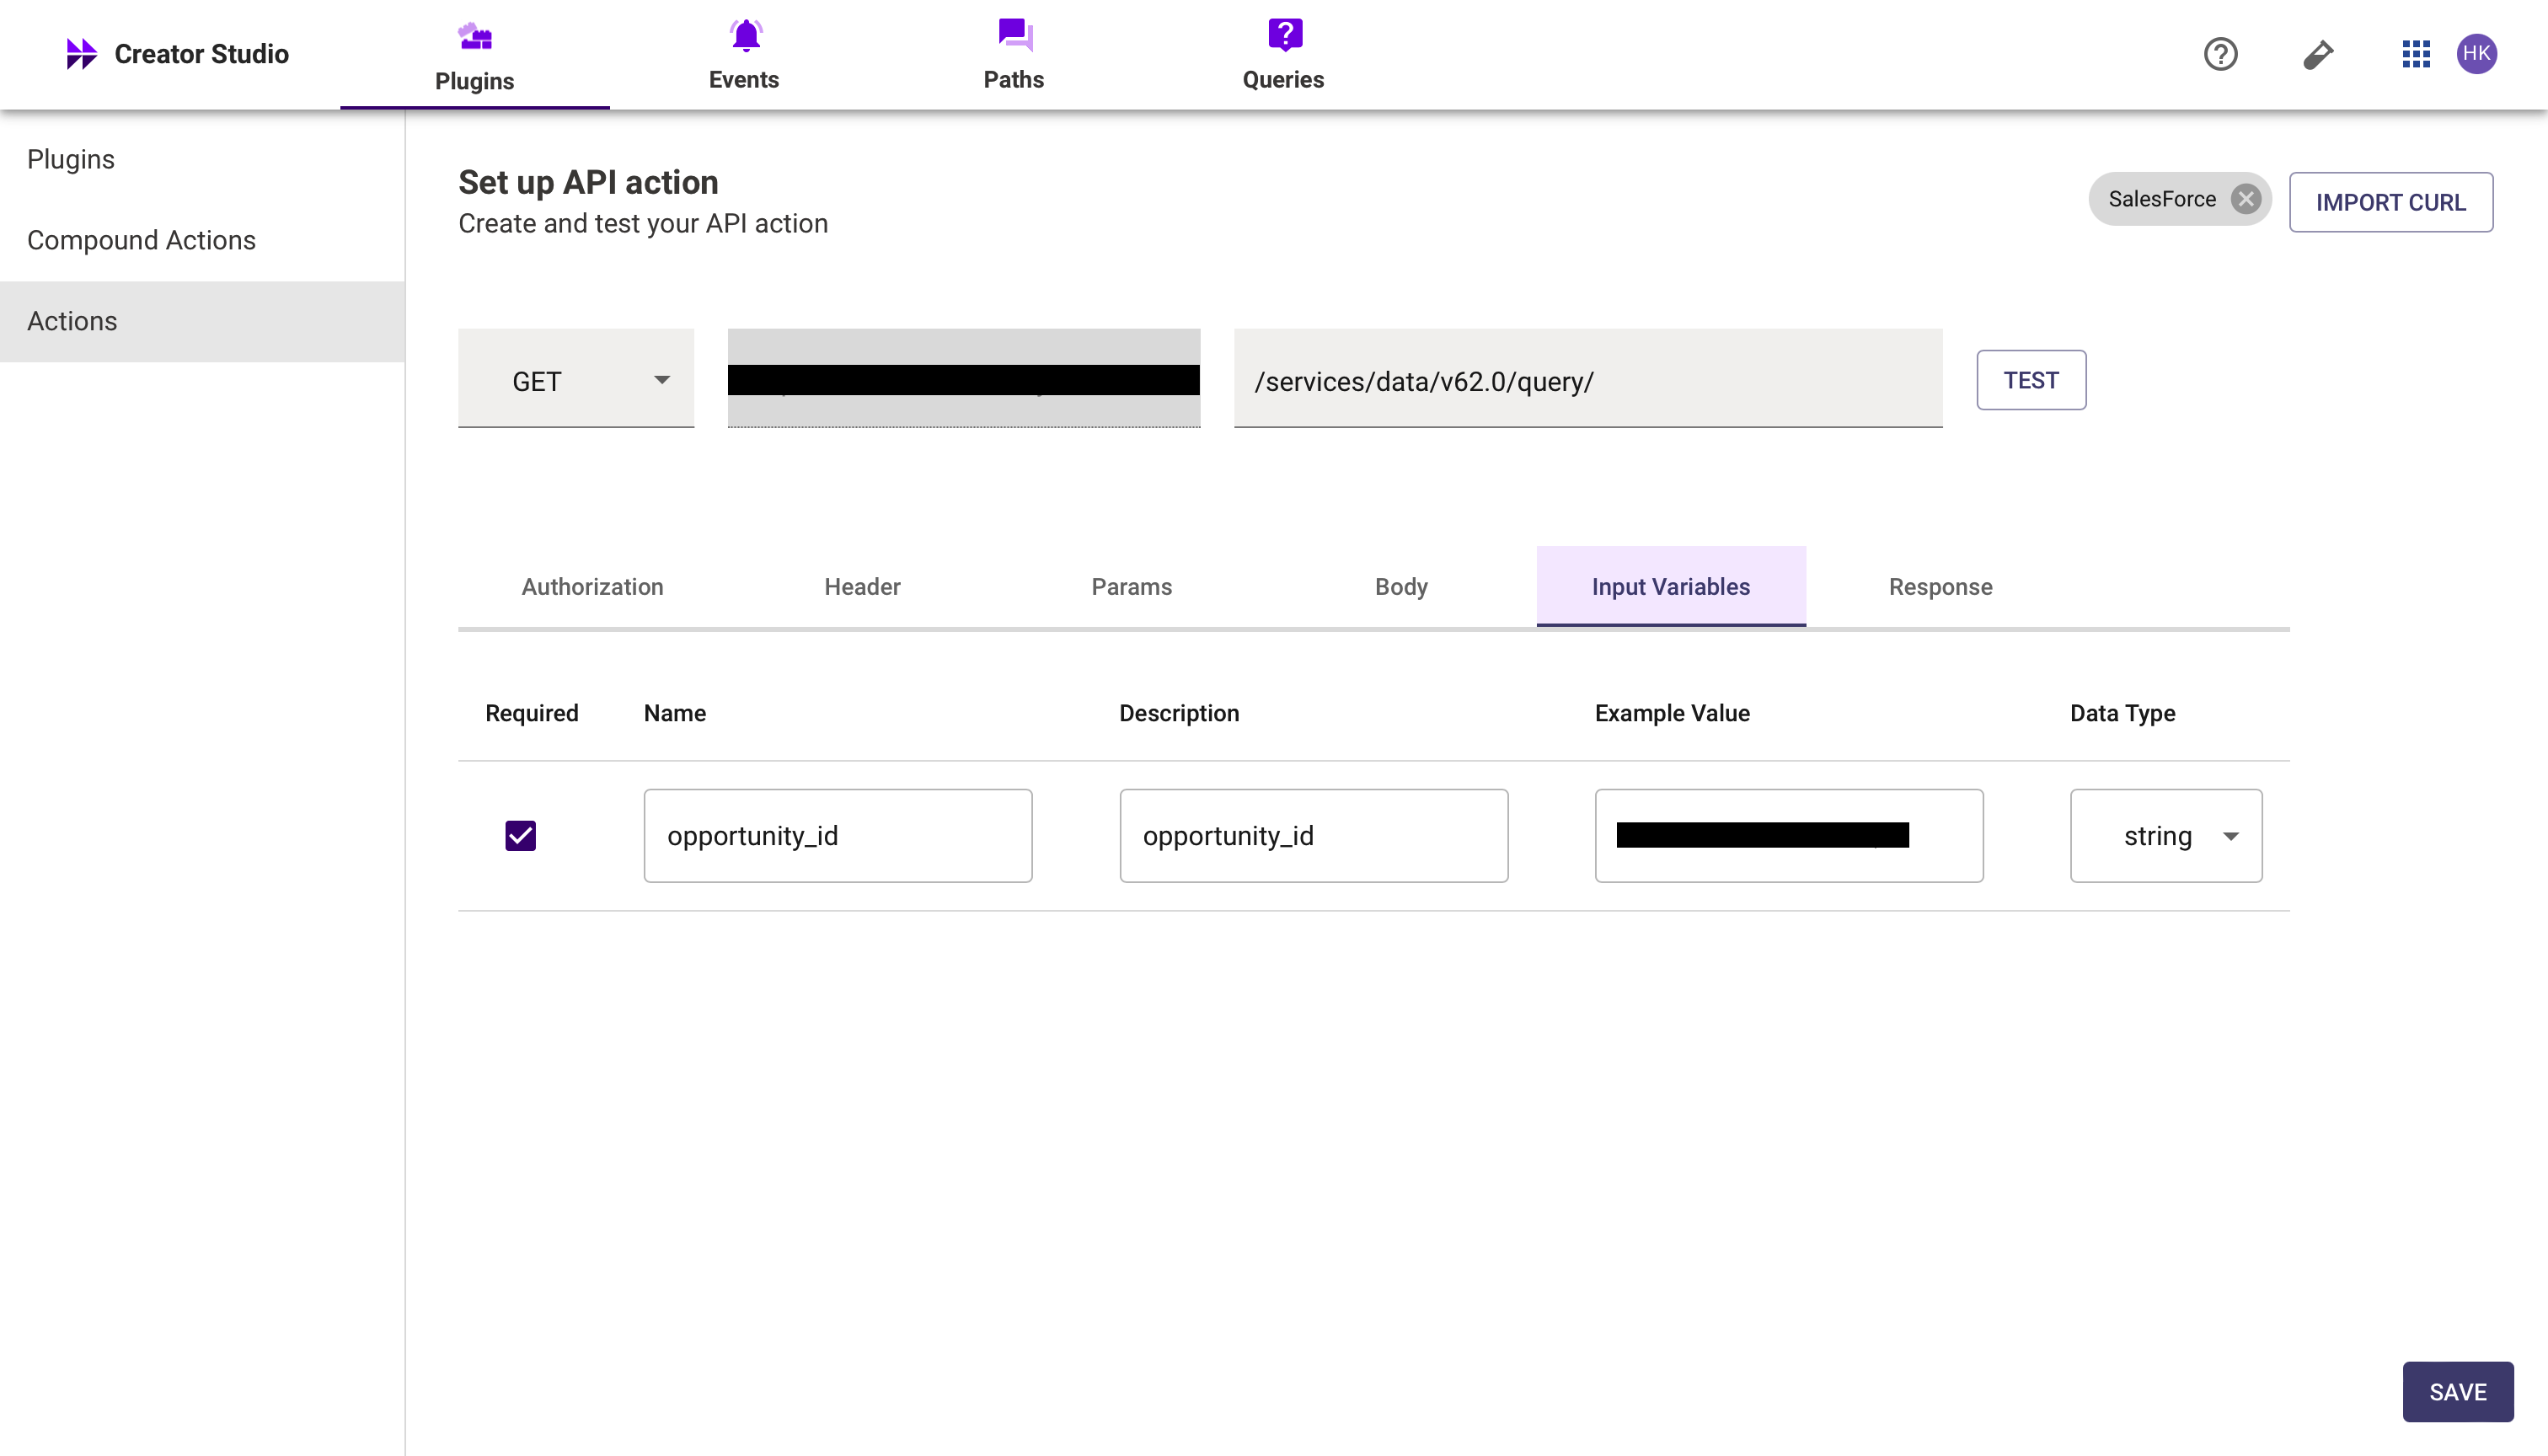 Creator Studio
Plugins
Events
Paths
Queries
HK
Plugins
Compound Actions
Actions
Set up API action
Create and test your API action
SalesForce
IMPORT CURL
GET
/services/data/v62.0/query/
TEST
Authorization
Header
Params
Body
Input Variables
Response
Required
Name
Description
Example Value
Data Type
opportunity_id
opportunity_id
string
SAVE